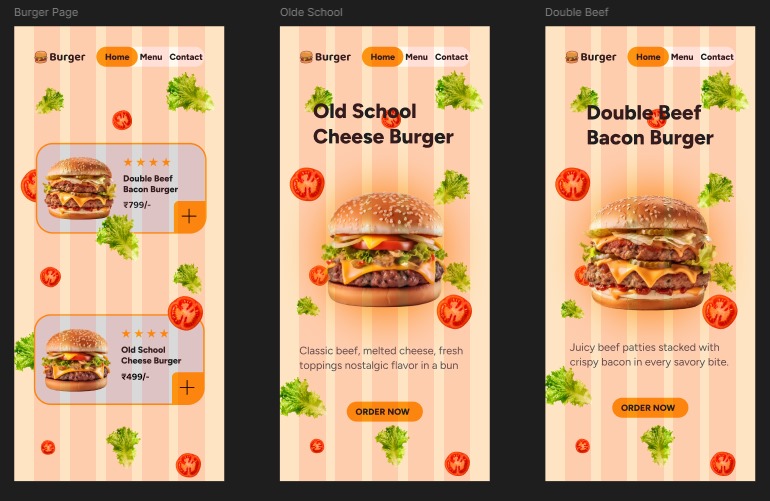 Burger Page
Burger
Home Menu Contact
Double Beef
Bacon Burger
₹799/-
Old School
Cheese Burger
₹499/-
Olde School
Burger
Home Menu Contact
Old School
Cheese Burger
Classic beef, melted cheese, fresh
toppings nostalgic flavor in a bun
ORDER NOW
Double Beef
Burger
Home Menu Contact
Double Beef
Bacon Burger
Juicy beef patties stacked with
crispy bacon in every savory bite.
ORDER NOW